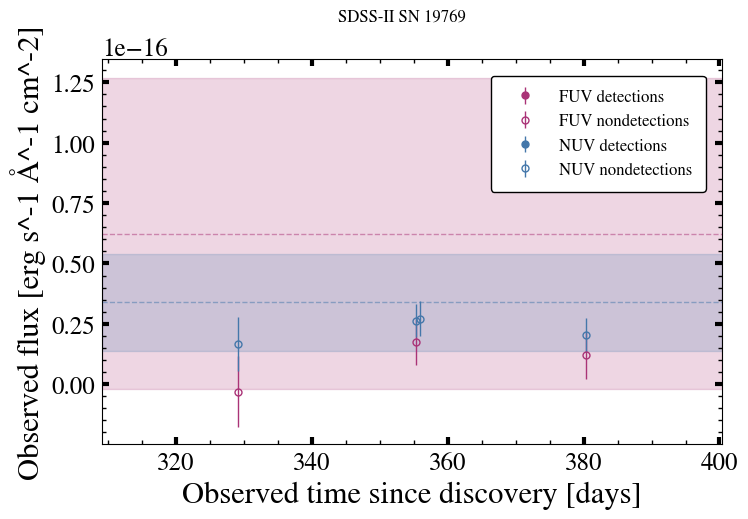 SDSS-II SN 19769
1e−16
Observed flux [erg s^-1 Å^-1 cm^-2]
1.25
1.00
0.75
0.50
0.25
0.00
FUV detections
FUV nondetections
NUV detections
NUV nondetections
320 340 360 380 400
Observed time since discovery [days]